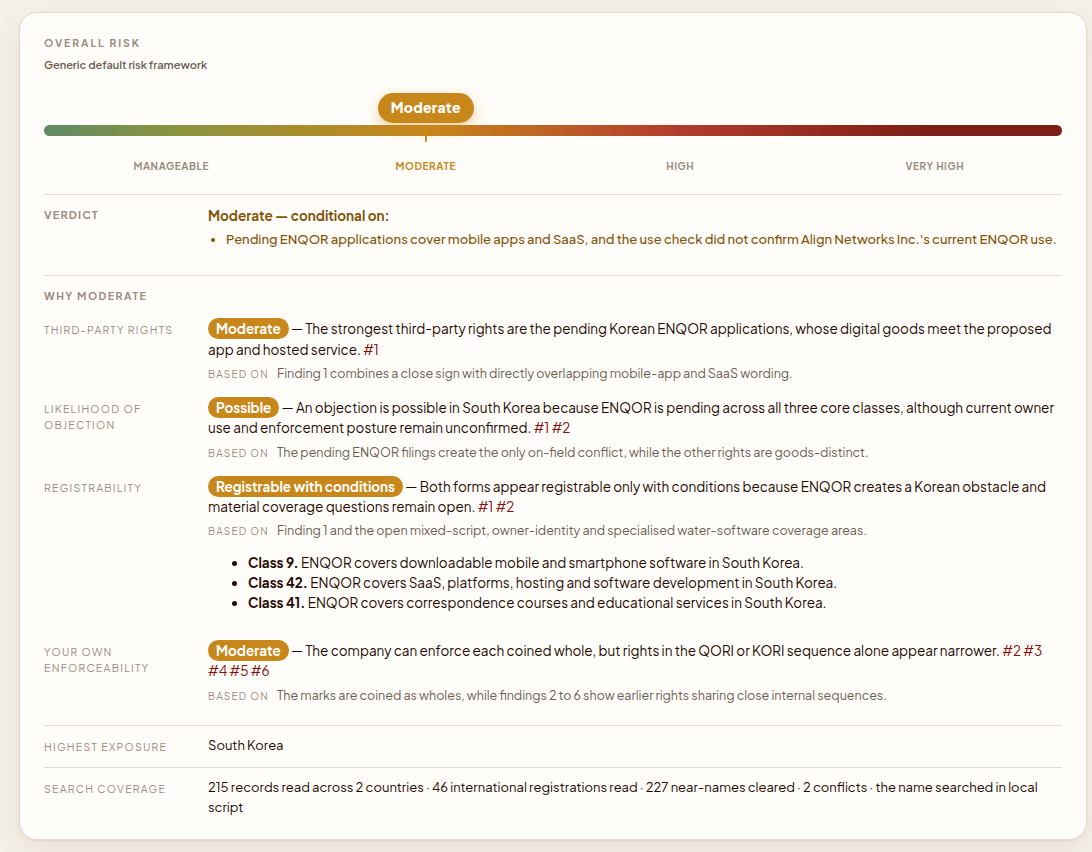 OVERALL RISK
Generic default risk framework
Moderate
MANAGEABLE
MODERATE
HIGH
VERY HIGH
VERDICT
Moderate — conditional on:
• Pending ENQOR applications cover mobile apps and SaaS, and the use check did not confirm Align Networks Inc.'s current ENQOR use.
WHY MODERATE
THIRD-PARTY RIGHTS
Moderate — The strongest third-party rights are the pending Korean ENQOR applications, whose digital goods meet the proposed
app and hosted service. #1
BASED ON Finding 1 combines a close sign with directly overlapping mobile-app and SaaS wording.
LIKELIHOOD OF
OBJECTION
Possible — An objection is possible in South Korea because ENQOR is pending across all three core classes, although current owner
use and enforcement posture remain unconfirmed. #1 #2
BASED ON The pending ENQOR filings create the only on-field conflict, while the other rights are goods-distinct.
REGISTRABILITY
Registrable with conditions — Both forms appear registrable only with conditions because ENQOR creates a Korean obstacle and
material coverage questions remain open. #1 #2
BASED ON Finding 1 and the open mixed-script, owner-identity and specialised water-software coverage areas.
• Class 9. ENQOR covers downloadable mobile and smartphone software in South Korea.
• Class 42. ENQOR covers SaaS, platforms, hosting and software development in South Korea.
• Class 41. ENQOR covers correspondence courses and educational services in South Korea.
YOUR OWN
ENFORCEABILITY
Moderate — The company can enforce each coined whole, but rights in the QORI or KORI sequence alone appear narrower. #2 #3
#4 #5 #6
BASED ON The marks are coined as wholes, while findings 2 to 6 show earlier rights sharing close internal sequences.
HIGHEST EXPOSURE
South Korea
SEARCH COVERAGE
215 records read across 2 countries · 46 international registrations read · 227 near-names cleared · 2 conflicts · the name searched in local
script